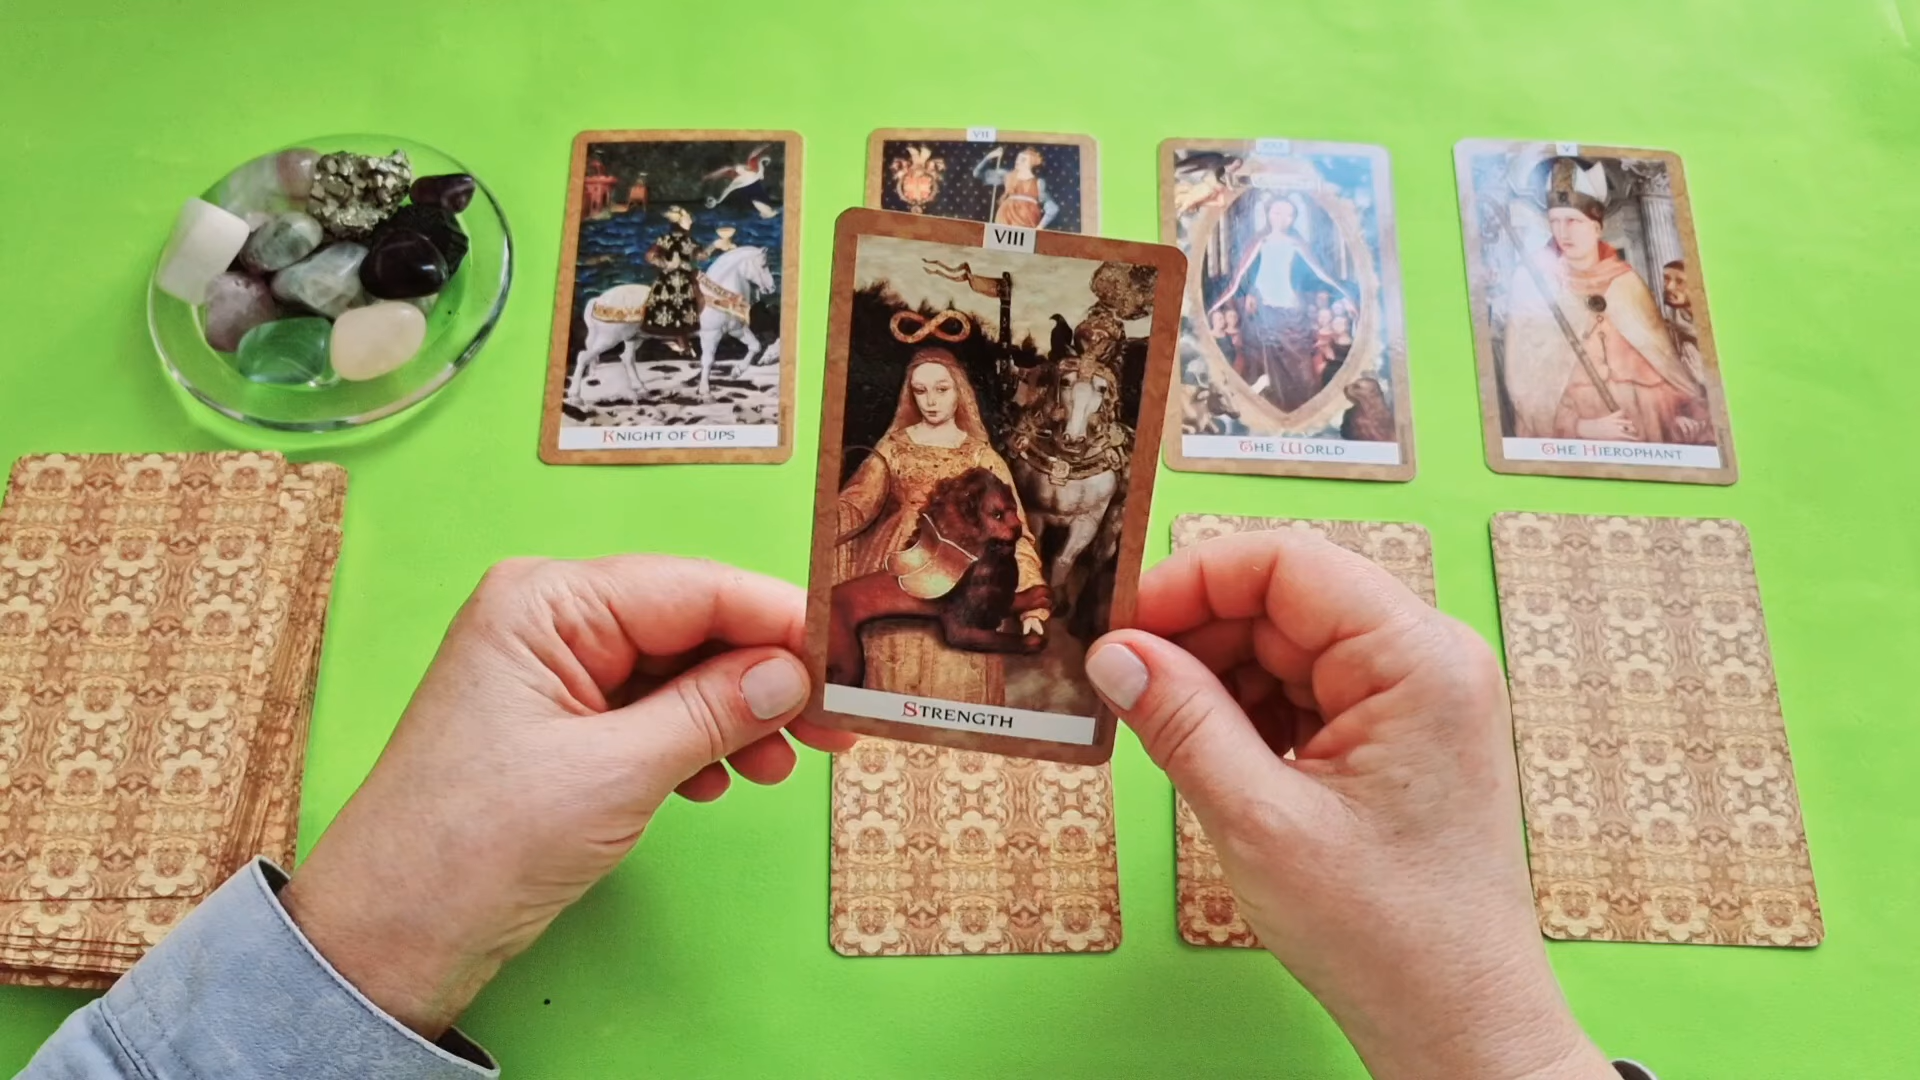 VII
V
KNIGHT OF CUPS
THE WORLD
THE HIEROPHANT
VIII
STRENGTH